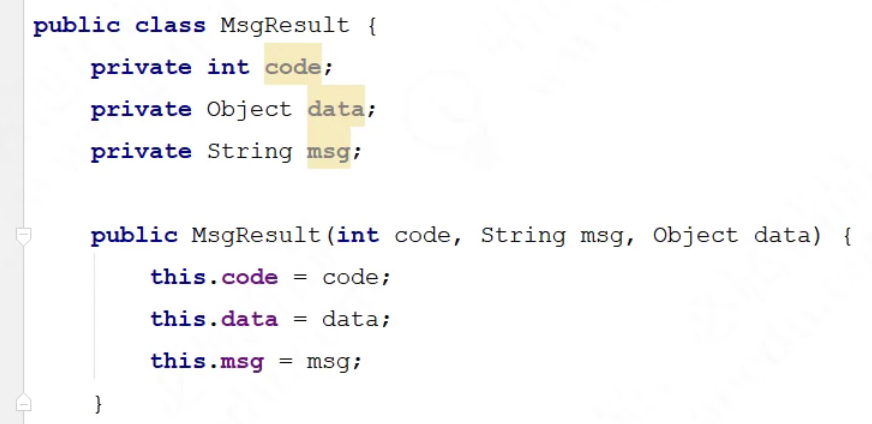 public class MsgResult {
private int code;
private Object data;
private String msg;
public MsgResult(int code, String msg, Object data) {
this.code = code;
this.data = data;
this.msg = msg;
}